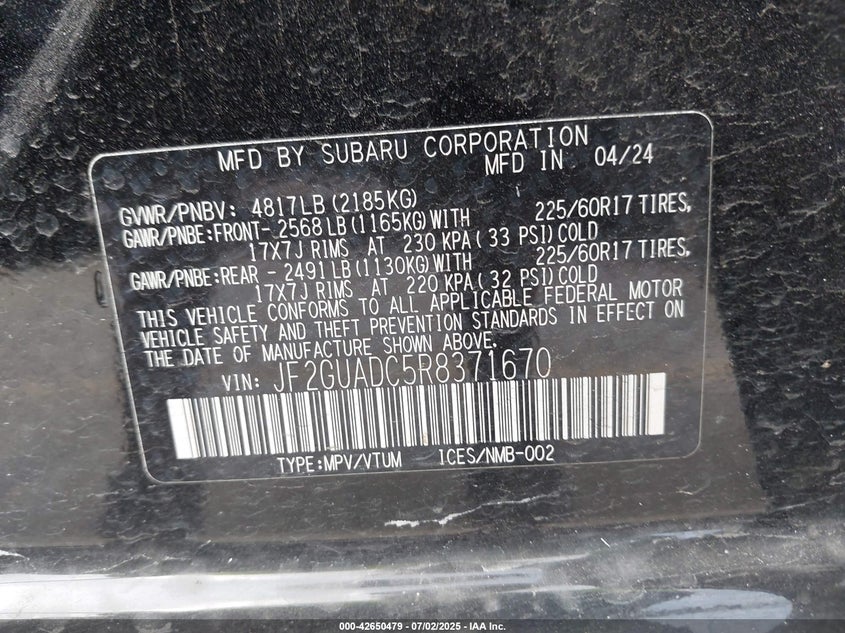 MFD BY SUBARU CORPORATION
MFD IN 04/24
GVWR/PNBV: 4817LB (2185KG)
GAWR/PNBE:FRONT- 2568LB (1165KG) WITH 225/60R17 TIRES,
17X7J RIMS AT 230 KPA ( 33 PSI) COLD
GAWR/PNBE:REAR - 2491LB (1130KG) WITH 225/60R17 TIRES,
17X7J RIMS AT 220 KPA ( 32 PSI) COLD
THIS VEHICLE CONFORMS TO ALL APPLICABLE FEDERAL MOTOR
VEHICLE SAFETY AND THEFT PREVENTION STANDARDS IN EFFECT ON
THE DATE OF MANUFACTURE SHOWN ABOVE.
VIN: JF2GUADC5R8371670
TYPE:MPV/VTUM ICES/NMB-002
000-42650479 - 07/02/2025 - IAA Inc.